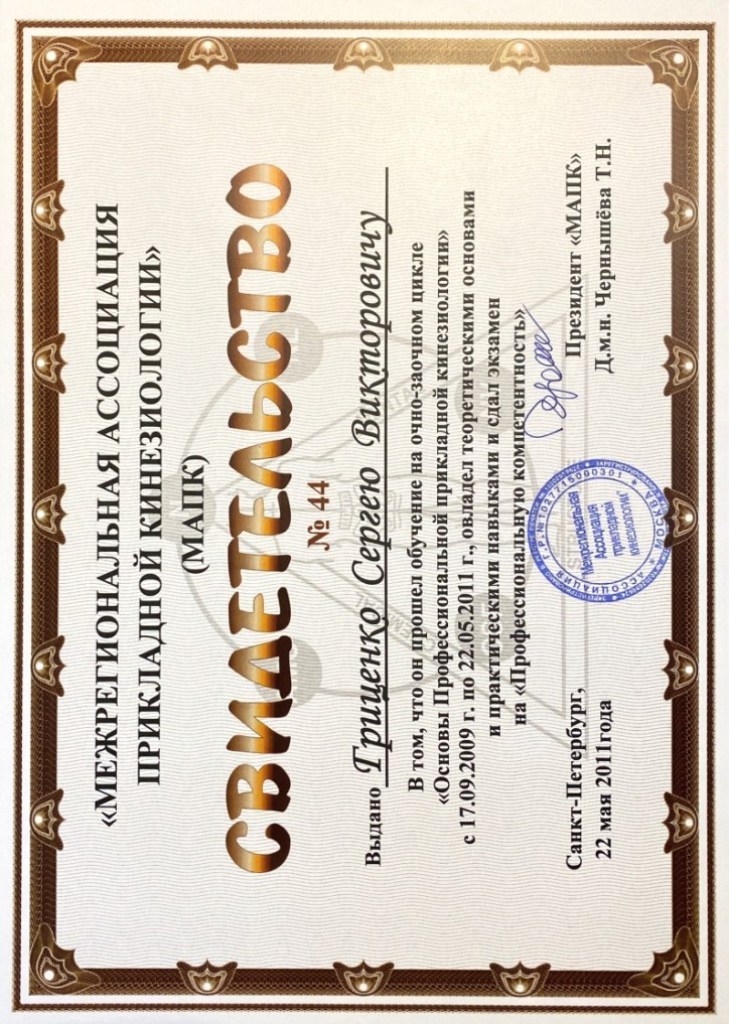 «МЕЖРЕГИОНАЛЬНАЯ АССОЦИАЦИЯ
ПРИКЛАДНОЙ КИНЕЗИОЛОГИИ»
(МАПК)
СВИДЕТЕЛЬСТВО
№ 44
Выдано Гриценко Сергею Викторовичу
В том, что он прошел обучение на очно-заочном цикле
«Основы Профессиональной прикладной кинезиологии»
с 17.09.2009 г. по 22.05.2011 г., овладел теоретическими основами
и практическими навыками и сдал экзамен
на «Профессиональную компетентность»
Санкт-Петербург,
22 мая 2011года
АССОЦИАЦИЯ Г.Р.№1027715000301
"Межрегиональная
Ассоциация
прикладной
кинезиологии"
* МОСКВА *
Президент «МАПК»
Д.м.н. Чернышёва Т.Н.